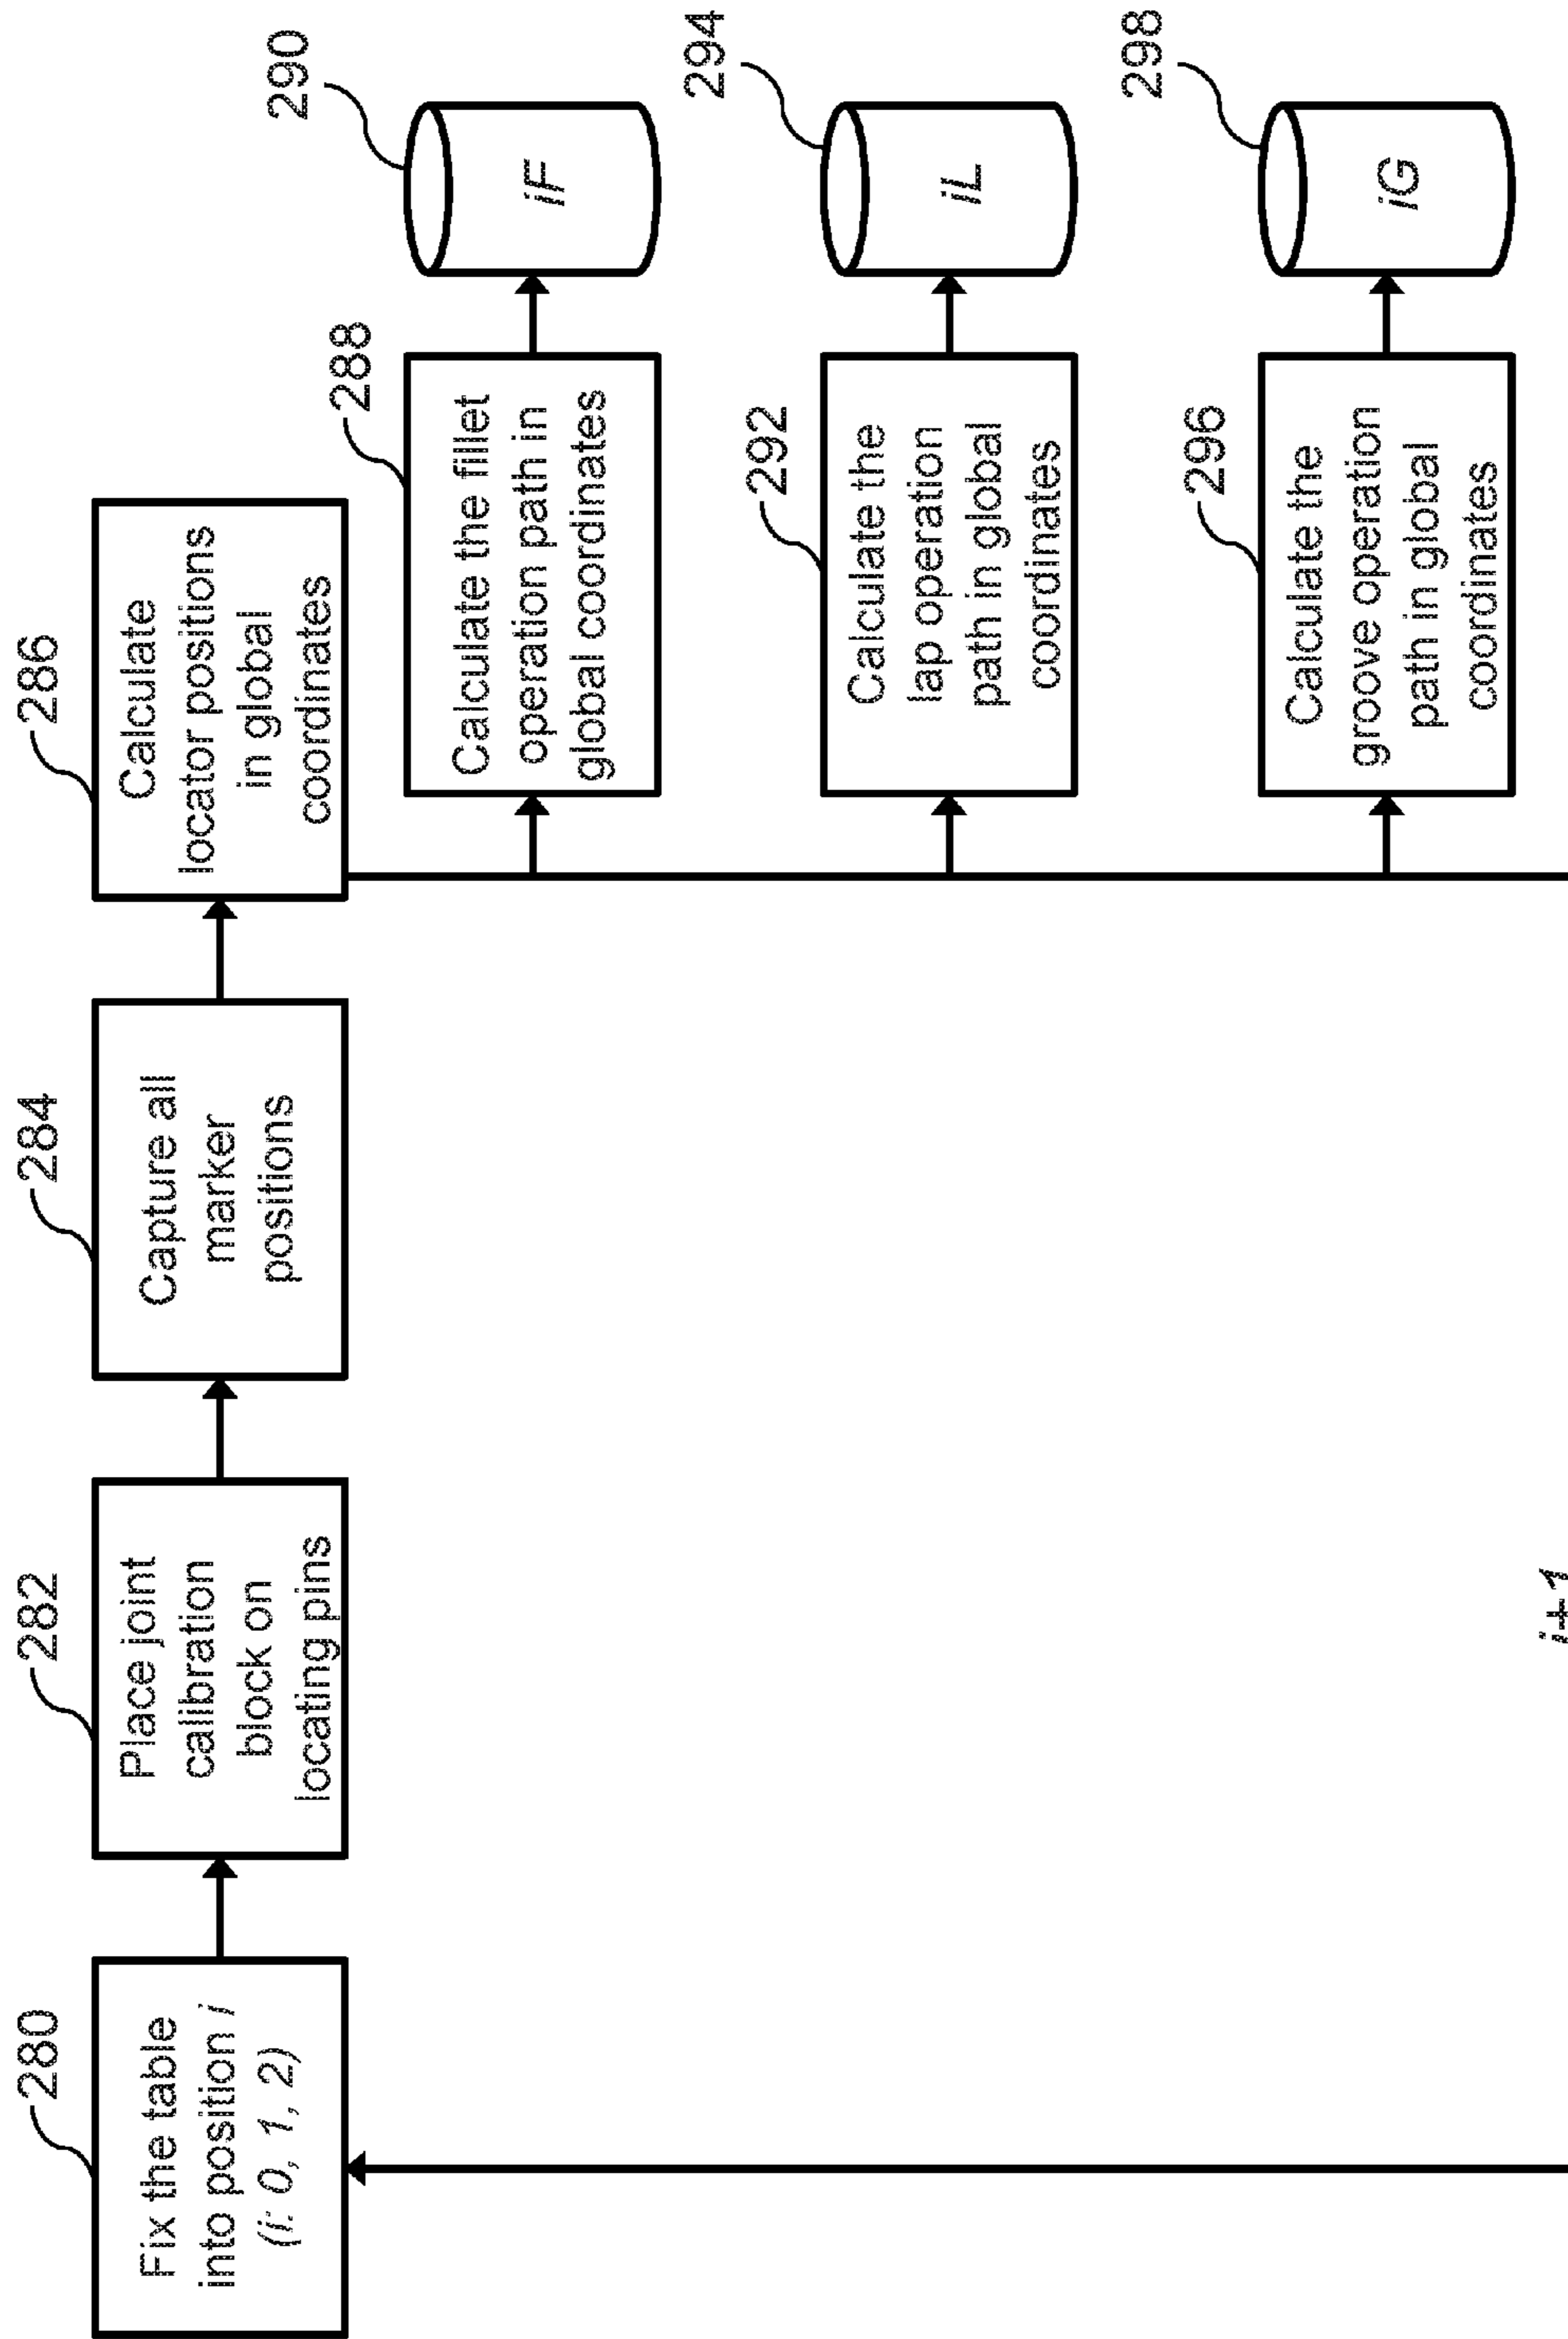 280
Fix the table
into position i
(i: 0, 1, 2)
282
Place joint
calibration
block on
locating pins
284
Capture all
marker
positions
286
Calculate
locator positions
in global
coordinates
288
Calculate the fillet
operation path in
global coordinates
290
iF
292
Calculate the
lap operation
path in global
coordinates
294
iL
296
Calculate the
groove operation
path in global
coordinates
298
iG
i+1